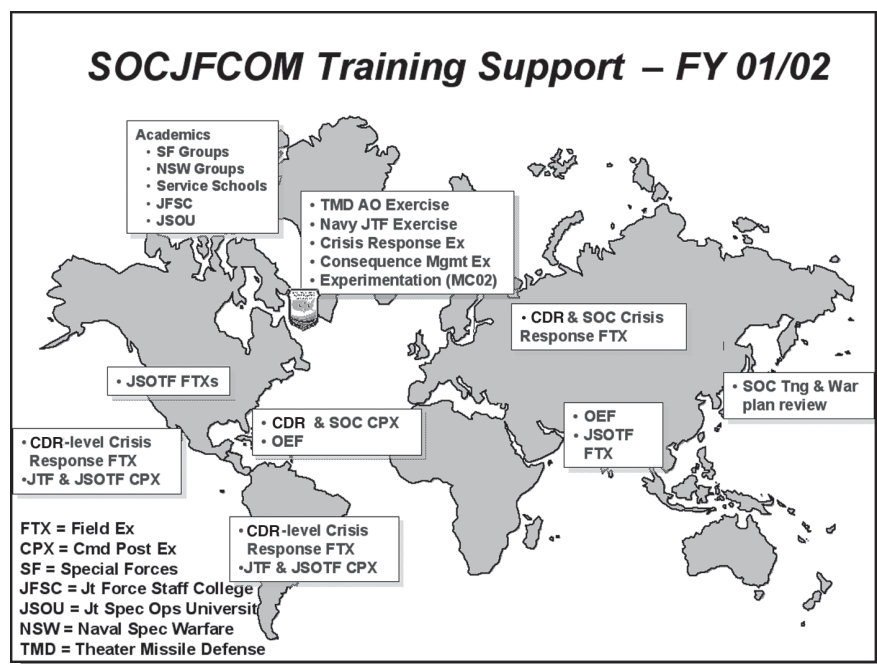 SOCJFCOM Training Support – FY 01/02
Academics
• SF Groups
• NSW Groups
• Service Schools
• JFSC
• JSOU
• TMD AO Exercise
• Navy JTF Exercise
• Crisis Response Ex
• Consequence Mgmt Ex
• Experimentation (MC02)
• CDR & SOC Crisis
Response FTX
• JSOTF FTXs
• SOC Tng & War
plan review
• CDR & SOC CPX
• OEF
• OEF
• JSOTF
FTX
• CDR-level Crisis
Response FTX
•JTF & JSOTF CPX
• CDR-level Crisis
Response FTX
•JTF & JSOTF CPX
FTX = Field Ex
CPX = Cmd Post Ex
SF = Special Forces
JFSC = Jt Force Staff College
JSOU = Jt Spec Ops Universit
NSW = Naval Spec Warfare
TMD = Theater Missile Defense